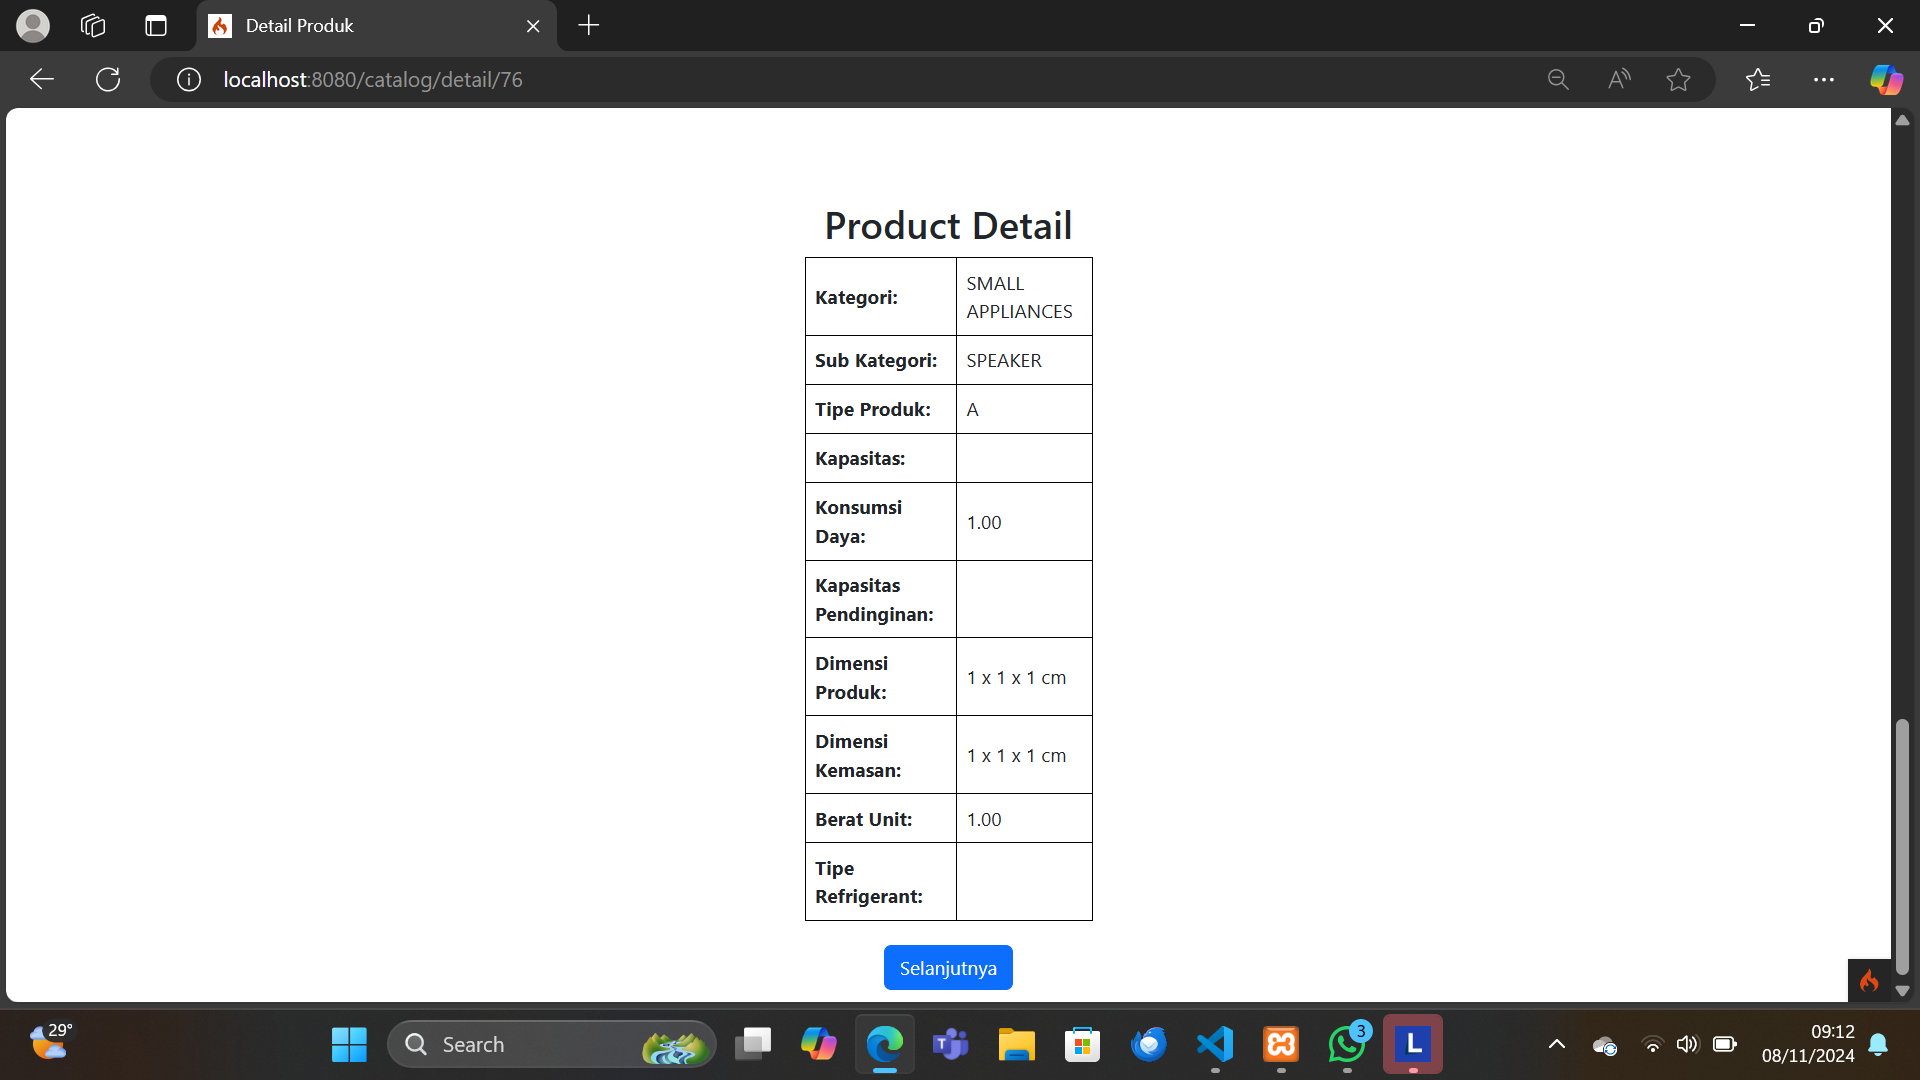 Detail Produk
localhost:8080/catalog/detail/76
Product Detail
Kategori:
SMALL
APPLIANCES
Sub Kategori:
SPEAKER
Tipe Produk:
A
Kapasitas:
Konsumsi
Daya:
1.00
Kapasitas
Pendinginan:
Dimensi
Produk:
1 x 1 x 1 cm
Dimensi
Kemasan:
1 x 1 x 1 cm
Berat Unit:
1.00
Tipe
Refrigerant:
Selanjutnya
29°
Search
T
3
L
09:12
08/11/2024